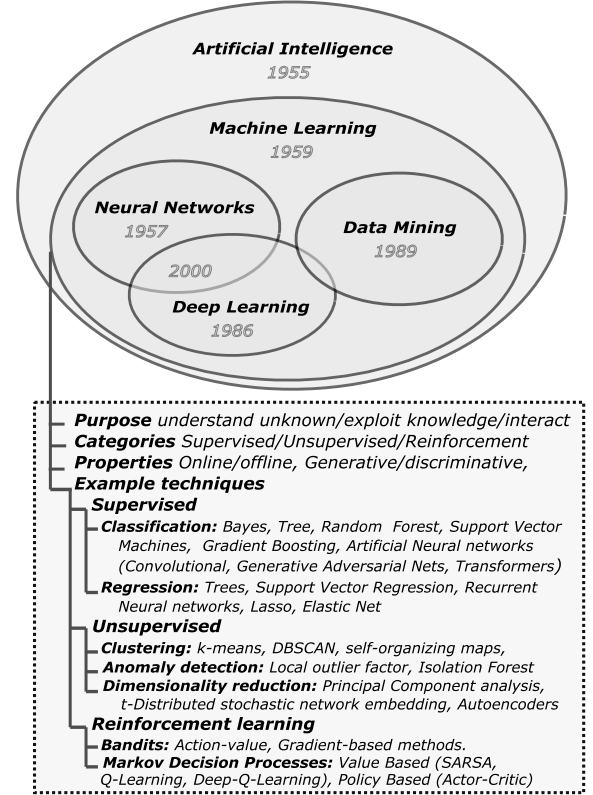 Artificial Intelligence
1955
Machine Learning
1959
Neural Networks
1957
Data Mining
1989
2000
Deep Learning
1986
Purpose understand unknown/exploit knowledge/interact
Categories Supervised/Unsupervised/Reinforcement
Properties Online/offline, Generative/discriminative,
Example techniques
Supervised
Classification: Bayes, Tree, Random Forest, Support Vector
Machines, Gradient Boosting, Artificial Neural networks
(Convolutional, Generative Adversarial Nets, Transformers)
Regression: Trees, Support Vector Regression, Recurrent
Neural networks, Lasso, Elastic Net
Unsupervised
Clustering: k-means, DBSCAN, self-organizing maps,
Anomaly detection: Local outlier factor, Isolation Forest
Dimensionality reduction: Principal Component analysis,
t-Distributed stochastic network embedding, Autoencoders
Reinforcement learning
Bandits: Action-value, Gradient-based methods.
Markov Decision Processes: Value Based (SARSA,
Q-Learning, Deep-Q-Learning), Policy Based (Actor-Critic)